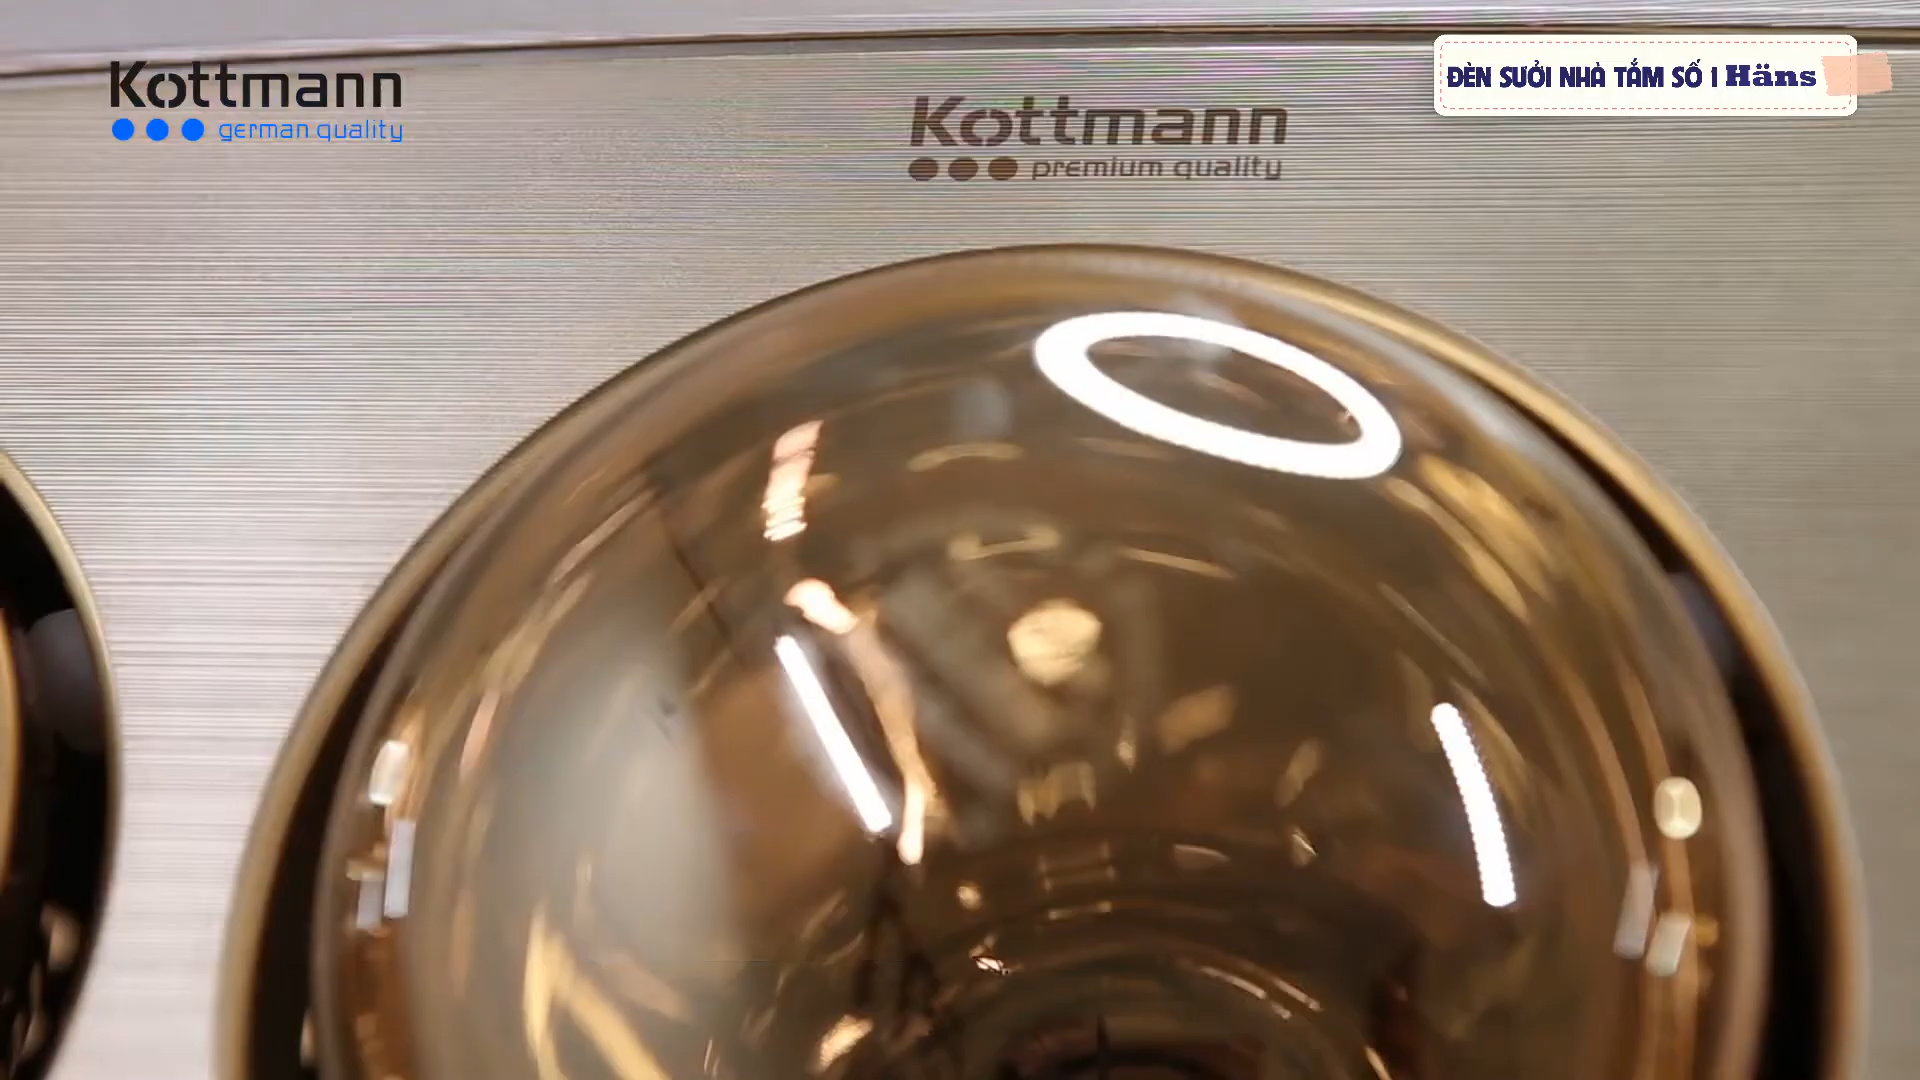 Kottmann
german quality
Kottmann
premium quality
ĐÈN SƯỞI NHÀ TẮM SỐ 1 Häns